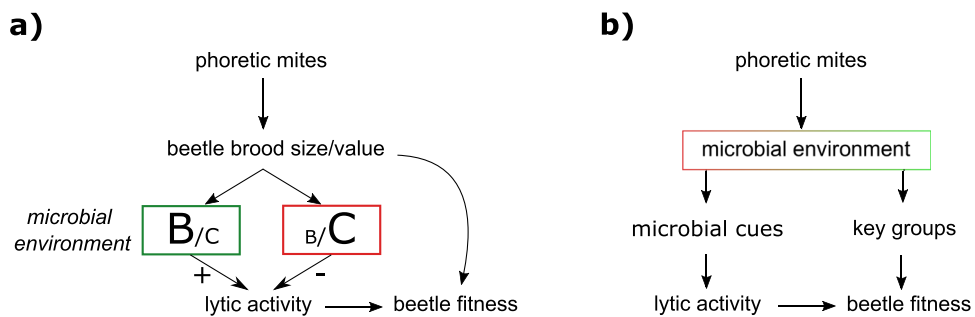 a)
phoretic mites
beetle brood size/value
microbial
environment
B/C
B/C
+
-
lytic activity
beetle fitness
b)
phoretic mites
microbial environment
microbial cues
key groups
lytic activity
beetle fitness